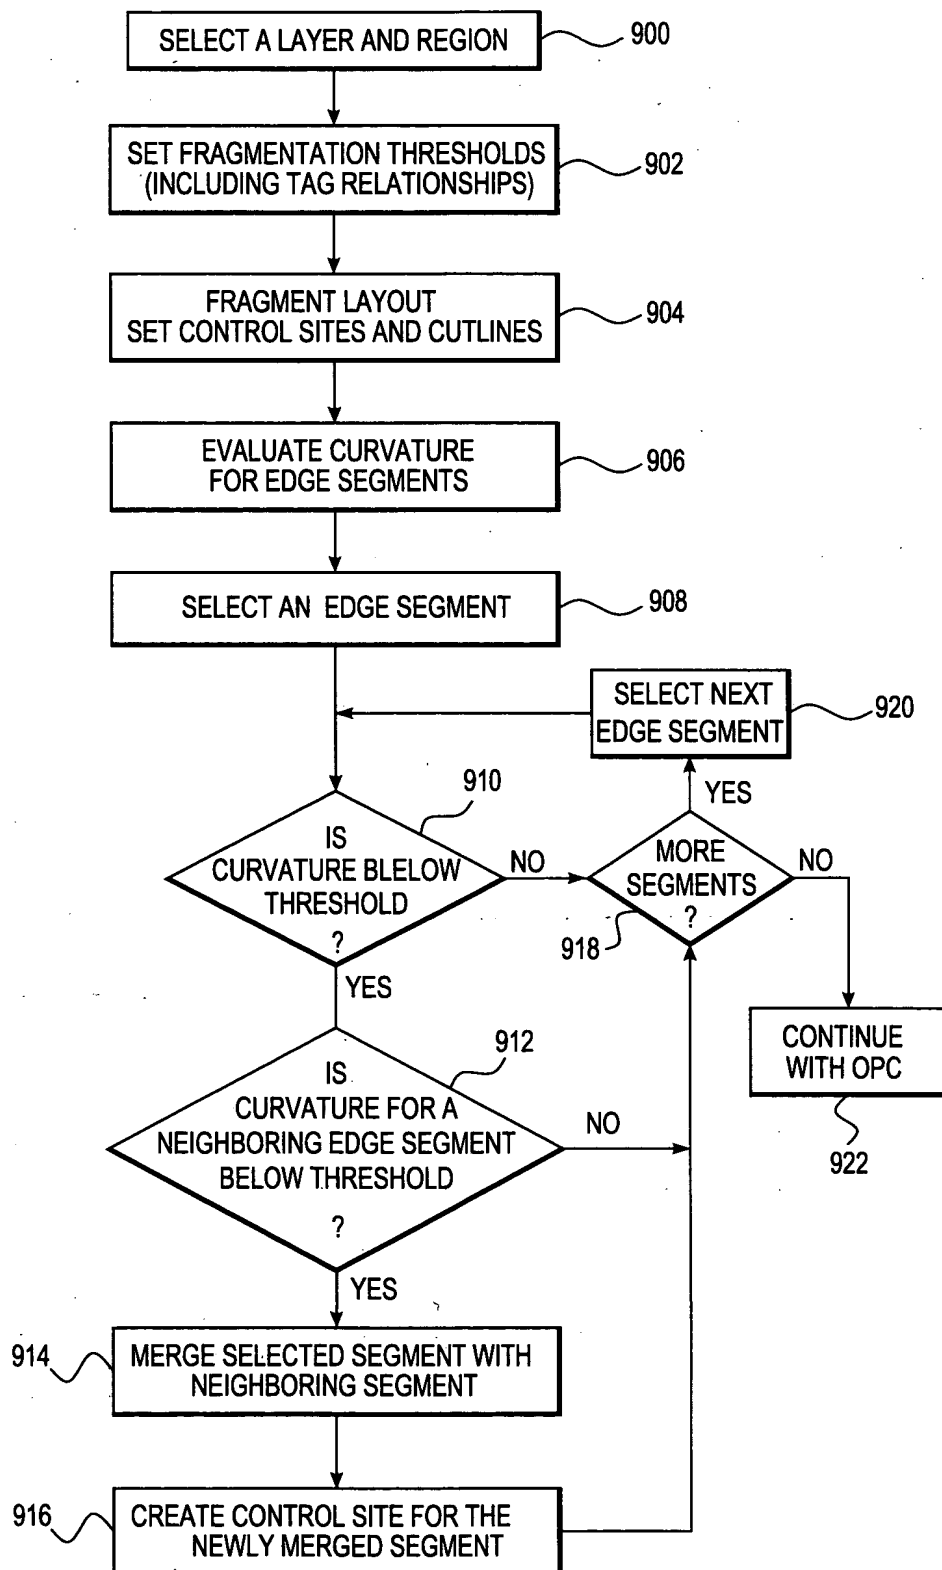 SELECT A LAYER AND REGION
900
SET FRAGMENTATION THRESHOLDS
(INCLUDING TAG RELATIONSHIPS)
902
FRAGMENT LAYOUT
SET CONTROL SITES AND CUTLINES
904
EVALUATE CURVATURE
FOR EDGE SEGMENTS
906
SELECT AN EDGE SEGMENT
908
SELECT NEXT
EDGE SEGMENT
920
910
IS
CURVATURE BLELOW
THRESHOLD
?
NO
YES
YES
MORE
SEGMENTS
?
918
NO
CONTINUE
WITH OPC
922
912
IS
CURVATURE FOR A
NEIGHBORING EDGE SEGMENT
BELOW THRESHOLD
?
NO
YES
914
MERGE SELECTED SEGMENT WITH
NEIGHBORING SEGMENT
916
CREATE CONTROL SITE FOR THE
NEWLY MERGED SEGMENT